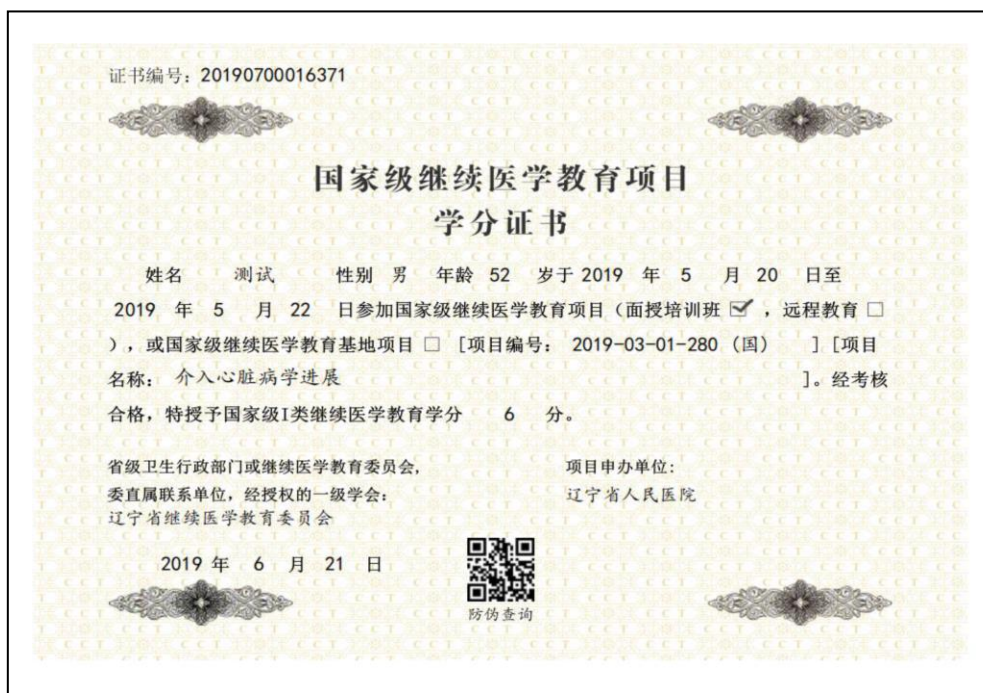 证书编号：20190700016371
国家级继续医学教育项目
学分证书
姓名 测试 性别 男 年龄 52 岁于 2019 年 5 月 20 日至
2019 年 5 月 22 日参加国家级继续医学教育项目（面授培训班 ☑，远程教育 □
），或国家级继续医学教育基地项目 □ [项目编号： 2019-03-01-280（国） ] [项目
名称： 介入心脏病学进展 ]。经考核
合格，特授予国家级I类继续医学教育学分 6 分。
省级卫生行政部门或继续医学教育委员会，
委直属联系单位，经授权的一级学会：
辽宁省继续医学教育委员会
项目申办单位：
辽宁省人民医院
2019 年 6 月 21 日
防伪查询